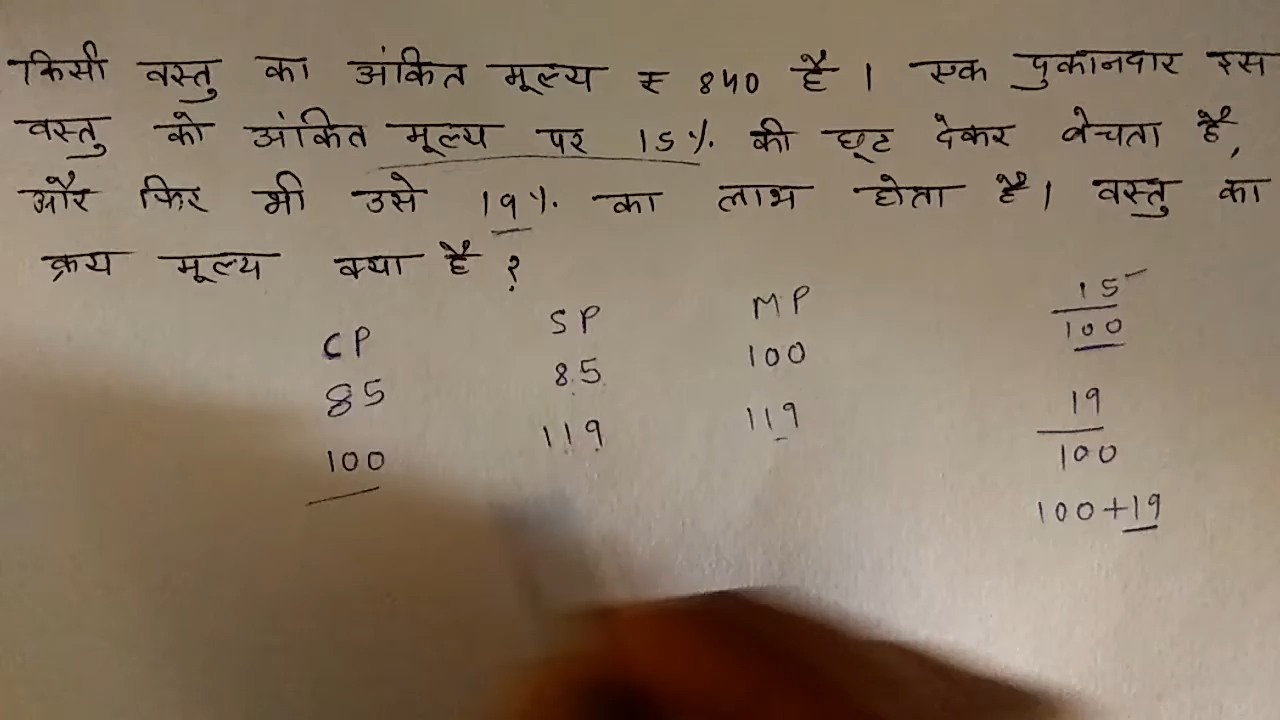 किसी वस्तु का अंकित मूल्य ₹ 840 है । एक दुकानदार इस
वस्तु को अंकित मूल्य पर 15% की छूट देकर बेचता है,
और फिर भी उसे 19% का लाभ होता है । वस्तु का
क्रय मूल्य क्या है ?
CP SP MP
85 85 100
100 119 119
15
100
19
100
100+19